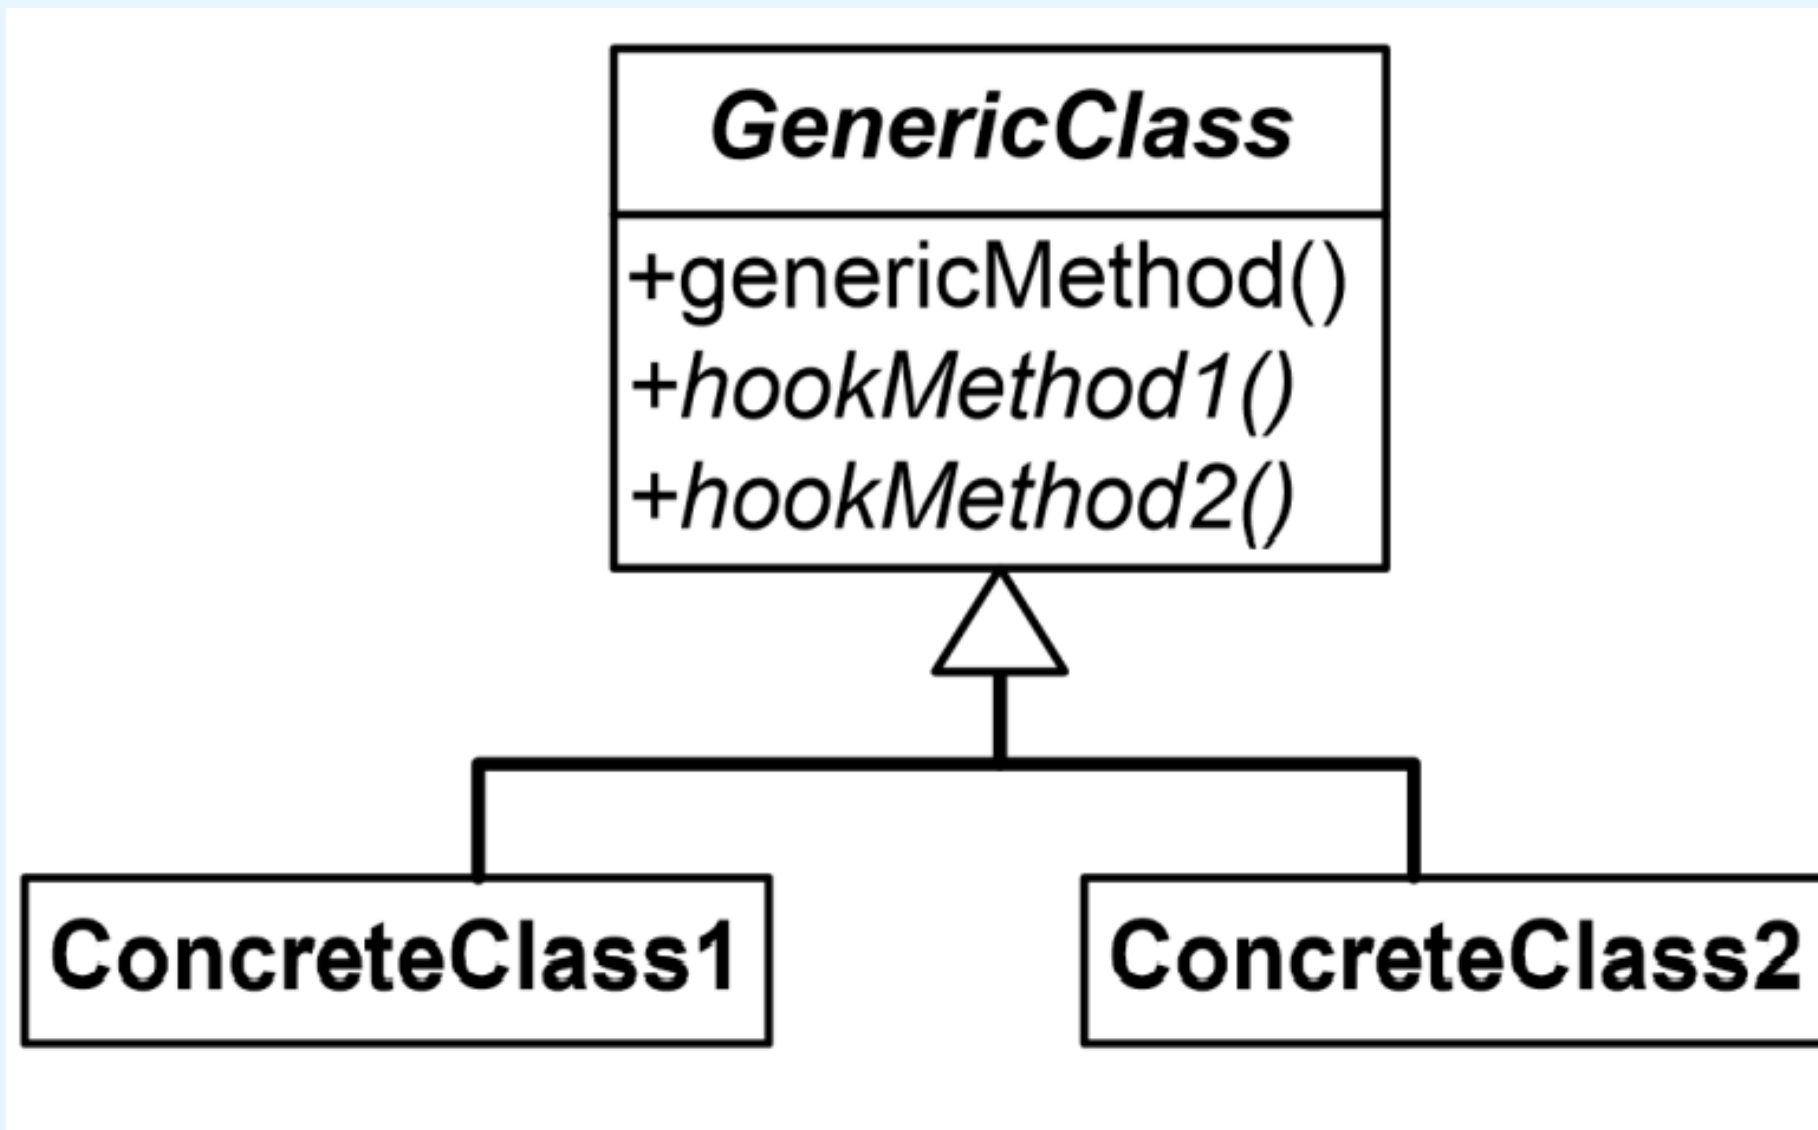 GenericClass
+genericMethod()
+hookMethod1()
+hookMethod2()
ConcreteClass1
ConcreteClass2